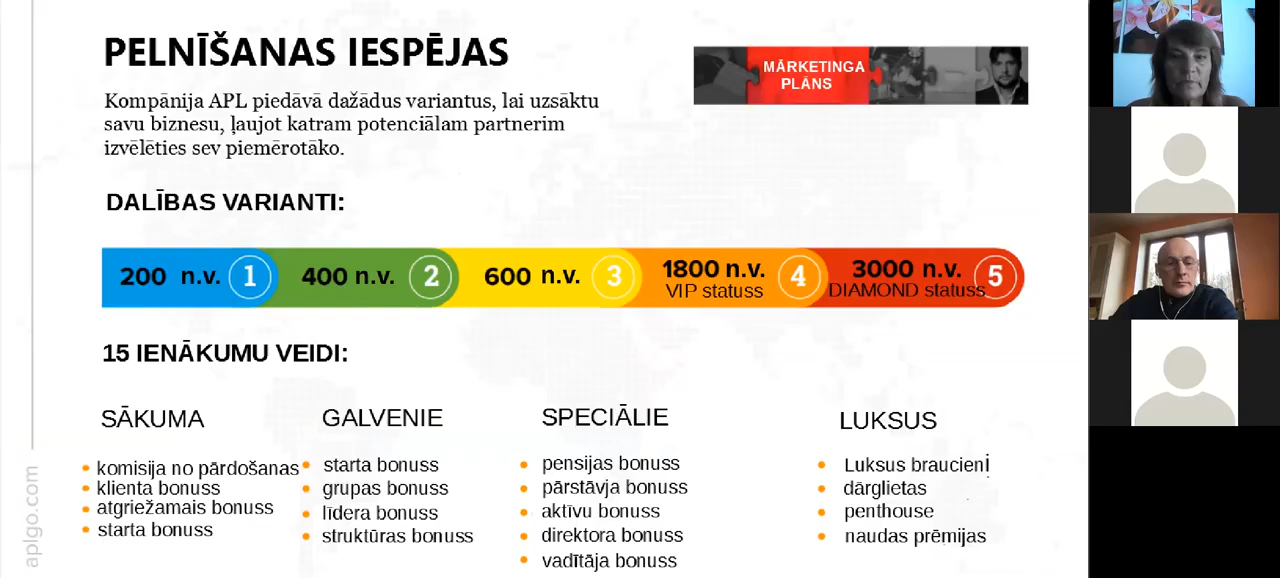 PELNĪŠANAS IESPĒJAS
MĀRKETINGA
PLĀNS
Kompānija APL piedāvā dažādus variantus, lai uzsāktu
savu biznesu, ļaujot katram potenciālam partnerim
izvēlēties sev piemērotāko.
DALĪBAS VARIANTI:
200 n.v. 1
400 n.v. 2
600 n.v. 3
1800 n.v.
VIP statuss 4
3000 n.v.
DIAMOND statuss 5
15 IENĀKUMU VEIDI:
SĀKUMA
• komisija no pārdošanas
• klienta bonuss
• atgriežamais bonuss
• starta bonuss
GALVENIE
• starta bonuss
• grupas bonuss
• līdera bonuss
• struktūras bonuss
SPECIĀLIE
• pensijas bonuss
• pārstāvja bonuss
• aktīvu bonuss
• direktora bonuss
• vadītāja bonuss
LUKSUS
• Luksus braucieni
• dārglietas
• penthouse
• naudas prēmijas
aplgo.com